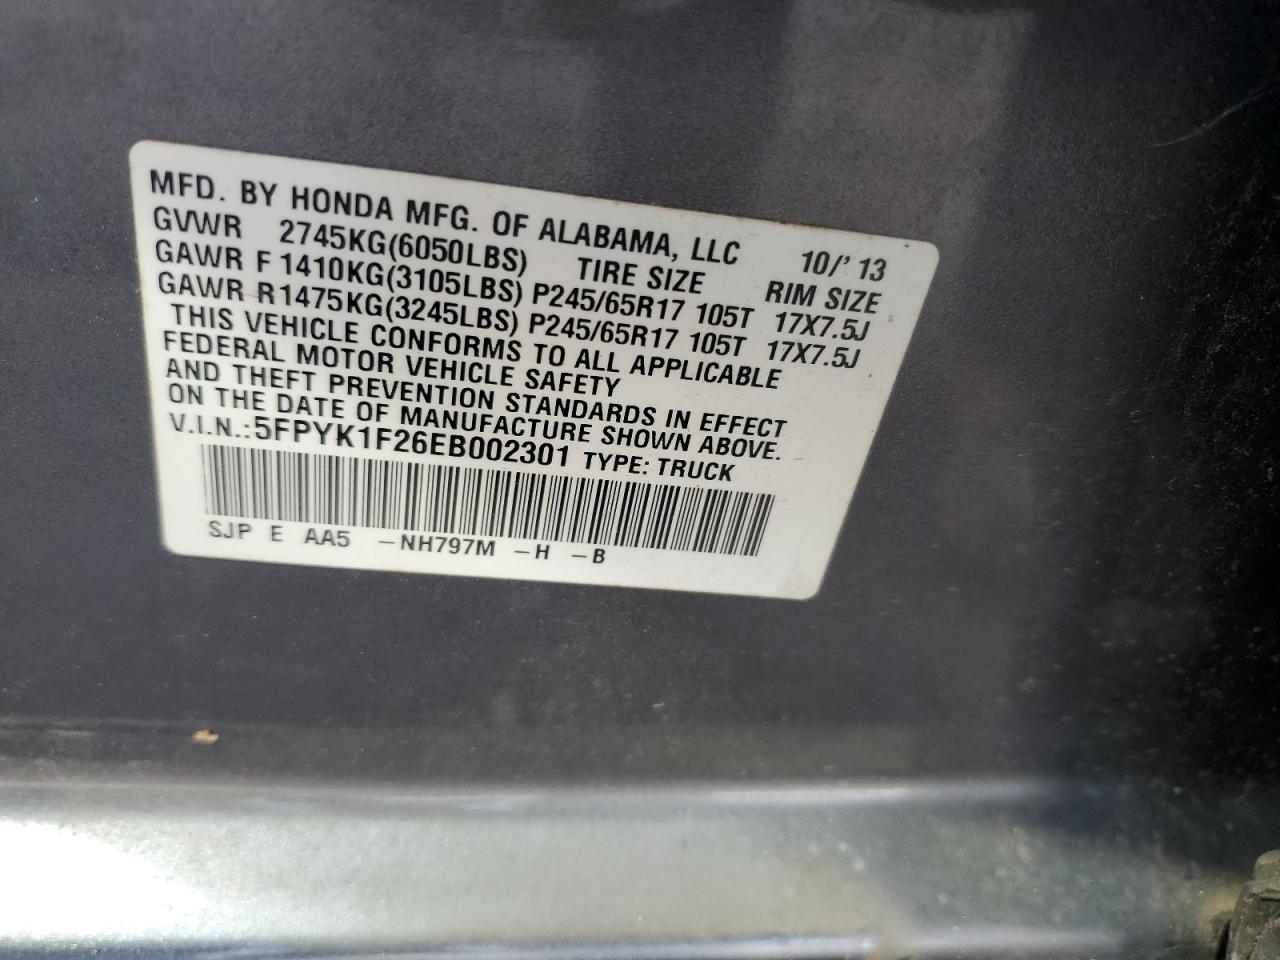 MFD. BY HONDA MFG. OF ALABAMA, LLC 10/' 13
GVWR 2745KG(6050LBS) TIRE SIZE RIM SIZE
GAWR F 1410KG(3105LBS) P245/65R17 105T 17X7.5J
GAWR R 1475KG(3245LBS) P245/65R17 105T 17X7.5J
THIS VEHICLE CONFORMS TO ALL APPLICABLE
FEDERAL MOTOR VEHICLE SAFETY
AND THEFT PREVENTION STANDARDS IN EFFECT
ON THE DATE OF MANUFACTURE SHOWN ABOVE.
V.I.N.:5FPYK1F26EB002301 TYPE: TRUCK
SJP E AA5 -NH797M -H -B